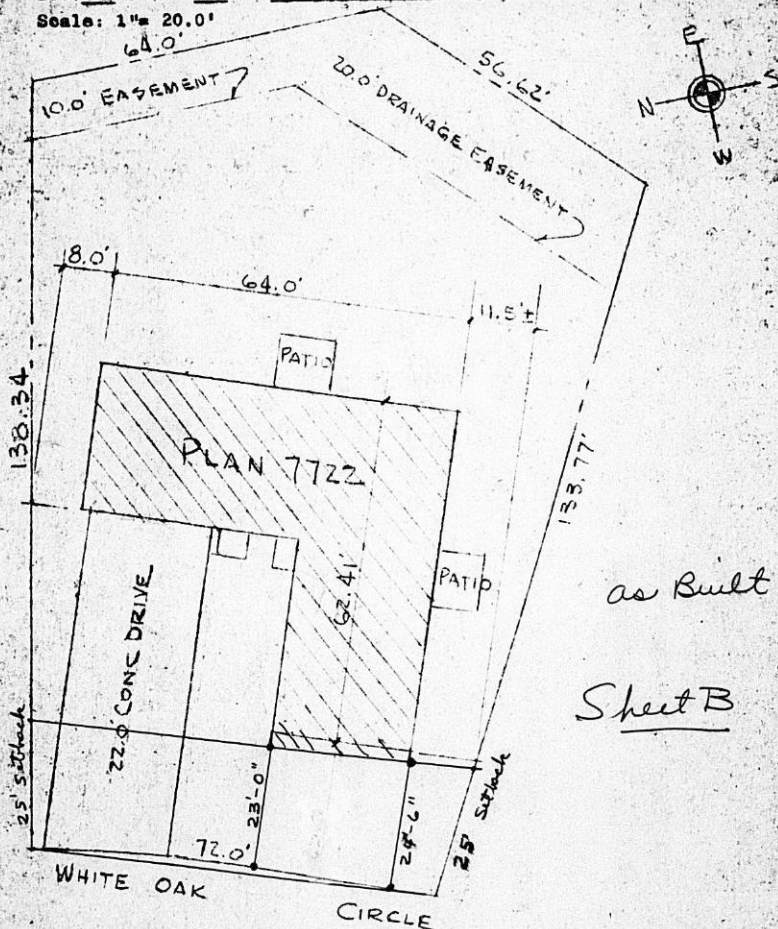 Scale: 1"= 20.0'
64.0'
56.62'
10.0' EASEMENT
20.0' DRAINAGE EASEMENT
E
N
S
W
8.0'
64.0'
11.5'±
PATIO
138.34
PLAN 7722
133.77'
62.41'
PATIO
as Built
22.0' CONC DRIVE
Sheet B
25' setback
23'-0"
24'-6"
25' Setback
72.0'
WHITE OAK
CIRCLE